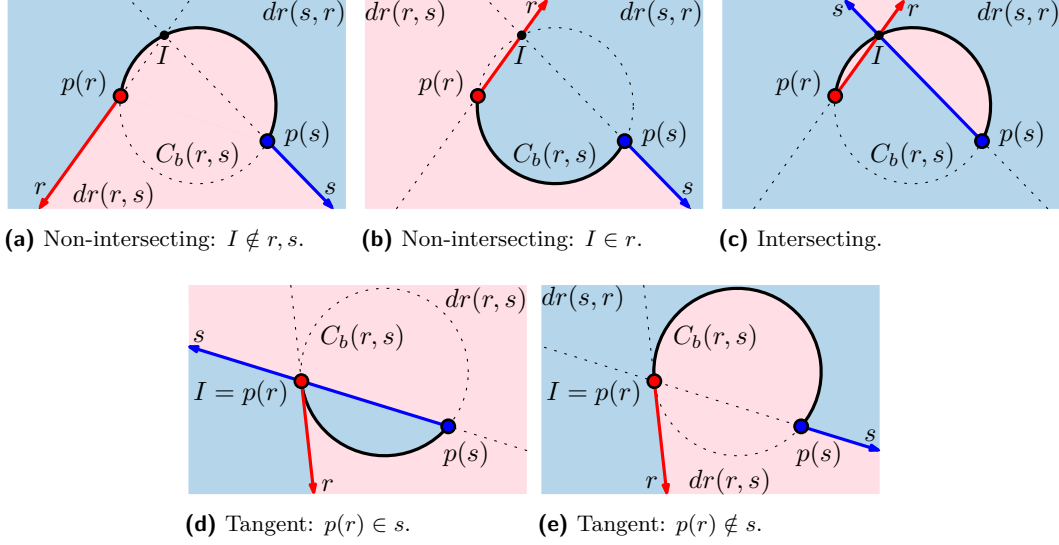 dr(s, r)
I
p(r)
p(s)
C_b(r, s)
r
dr(r, s)
s
(a) Non-intersecting: I ∉ r, s.
dr(r, s)
r
dr(s, r)
I
p(r)
p(s)
C_b(r, s)
s
(b) Non-intersecting: I ∈ r.
s
r
dr(s, r)
I
p(r)
p(s)
C_b(r, s)
(c) Intersecting.
dr(r, s)
s
C_b(r, s)
I = p(r)
p(s)
r
(d) Tangent: p(r) ∈ s.
dr(s, r)
C_b(r, s)
I = p(r)
s
p(s)
r
dr(r, s)
(e) Tangent: p(r) ∉ s.